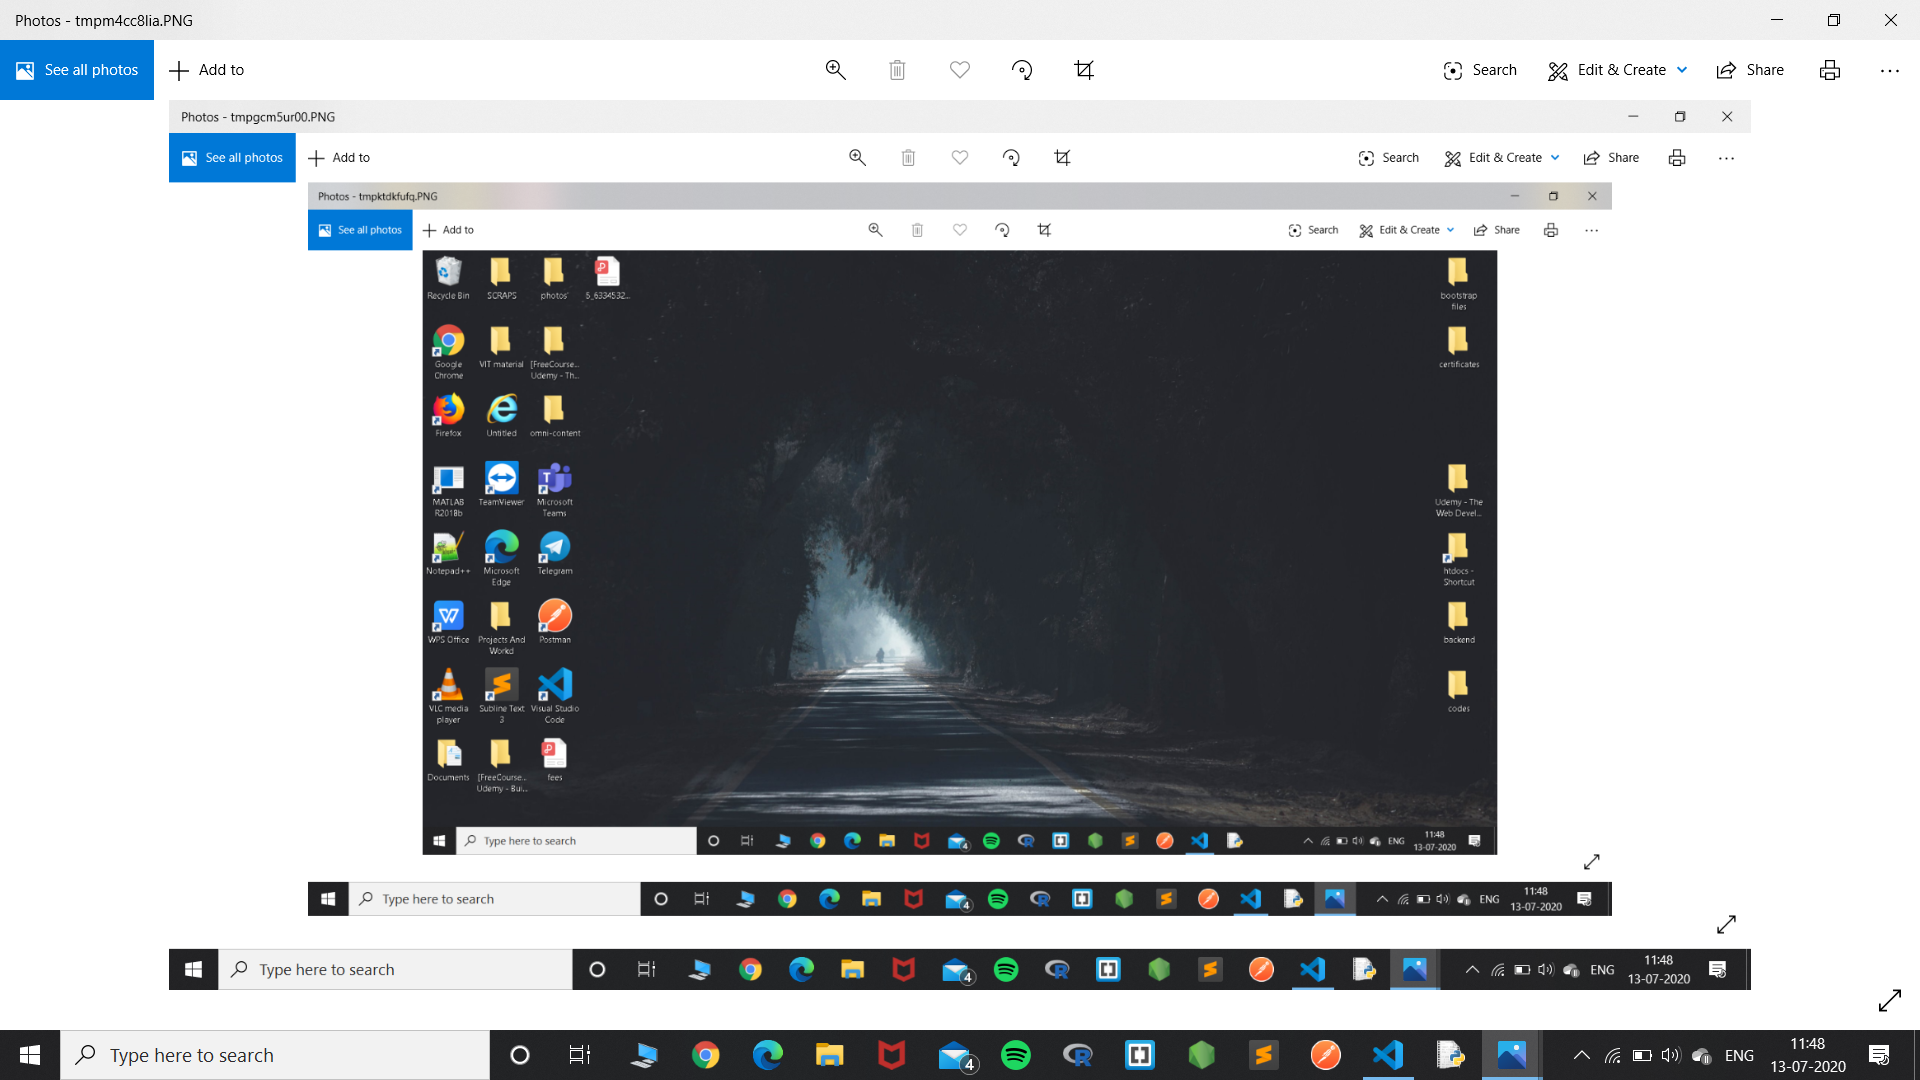 Photos - tmpm4cc8lia.PNG
See all photos
Add to
Search
Edit & Create
Share
Photos - tmpgcm5ur00.PNG
See all photos
Add to
Search
Edit & Create
Share
Photos - tmpktdkfufq.PNG
See all photos
Add to
Search
Edit & Create
Share
Recycle Bin
SCRAPS
photos'
5_6334532...
bootstrap
files
Google
Chrome
VIT material
[FreeCourse...
Udemy - Th...
certificates
Firefox
Untitled
omni-content
MATLAB
R2018b
TeamViewer
Microsoft
Teams
Udemy - The
Web Devel...
Notepad++
Microsoft
Edge
Telegram
htdocs -
Shortcut
WPS Office
Projects And
Workd
Postman
backend
VLC media
player
Subline Text
3
Visual Studio
Code
codes
Documents
[FreeCourse...
Udemy - Bui...
fees
Type here to search
4
ENG
11:48
13-07-2020
Type here to search
4
ENG
11:48
13-07-2020
Type here to search
4
ENG
11:48
13-07-2020
Type here to search
4
ENG
11:48
13-07-2020